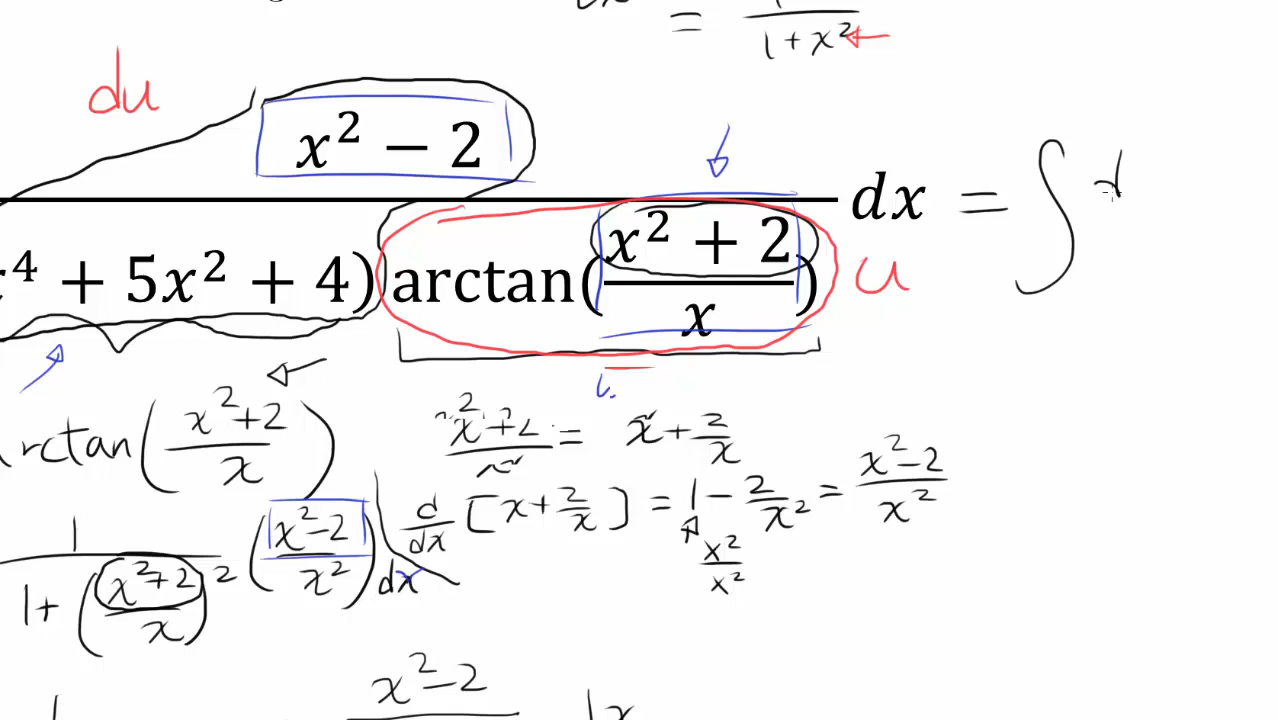 = 1/(1+x²)
du
x² − 2
dx = ∫ d
x⁴ + 5x² + 4) arctan((x² + 2)/x) u
arctan((x²+2)/x)
(x²+2)/x = x + 2/x
d/dx [x + 2/x] = 1 − 2/x² = (x²−2)/x²
x²/x²
1/(1+((x²+2)/x)²) ((x²−2)/x²) dx
x²−2
dx